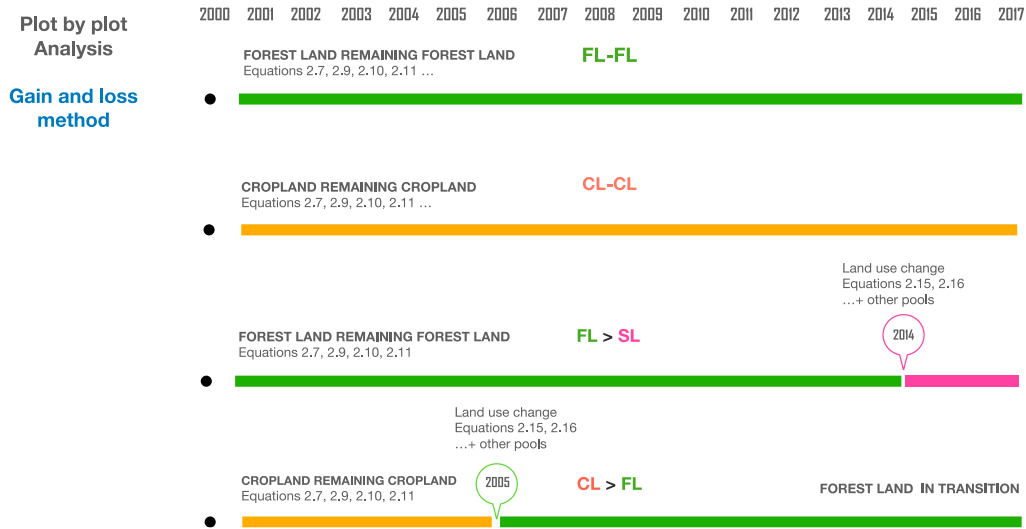 Plot by plot
Analysis
Gain and loss
method
2000 2001 2002 2003 2004 2005 2006 2007 2008 2009 2010 2011 2012 2013 2014 2015 2016 2017
FOREST LAND REMAINING FOREST LAND
FL-FL
Equations 2.7, 2.9, 2.10, 2.11 ...
CROPLAND REMAINING CROPLAND
CL-CL
Equations 2.7, 2.9, 2.10, 2.11 ...
Land use change
Equations 2.15, 2.16
...+ other pools
2014
FOREST LAND REMAINING FOREST LAND
FL > SL
Equations 2.7, 2.9, 2.10, 2.11
Land use change
Equations 2.15, 2.16
...+ other pools
2005
CROPLAND REMAINING CROPLAND
CL > FL
FOREST LAND IN TRANSITION
Equations 2.7, 2.9, 2.10, 2.11